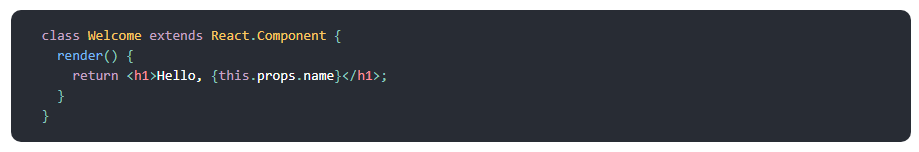 class Welcome extends React.Component {
  render() {
    return <h1>Hello, {this.props.name}</h1>;
  }
}